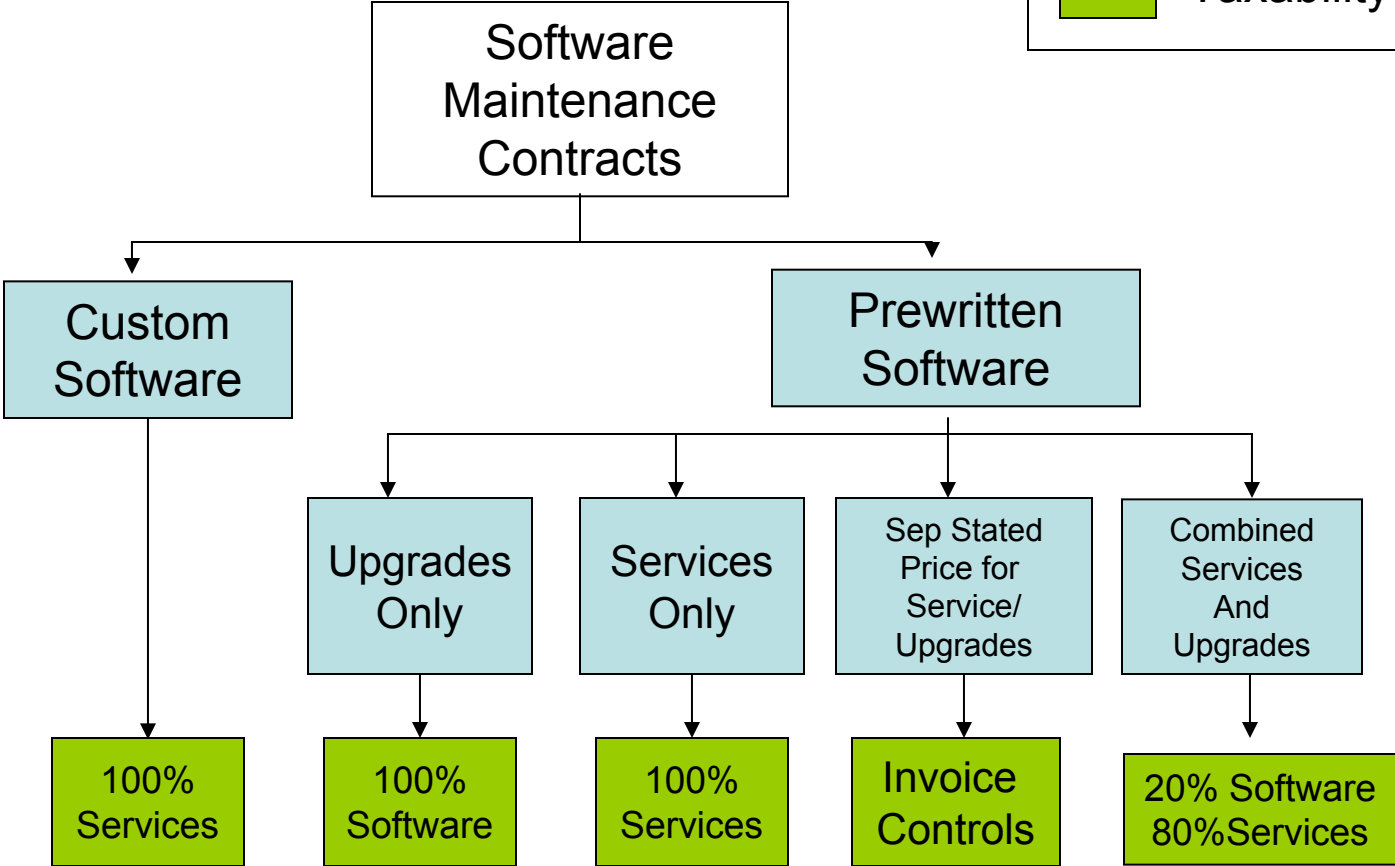 Taxability
Software
Maintenance
Contracts
Custom
Software
Prewritten
Software
Upgrades
Only
Services
Only
Sep Stated
Price for
Service/
Upgrades
Combined
Services
And
Upgrades
100%
Services
100%
Software
100%
Services
Invoice
Controls
20% Software
80%Services